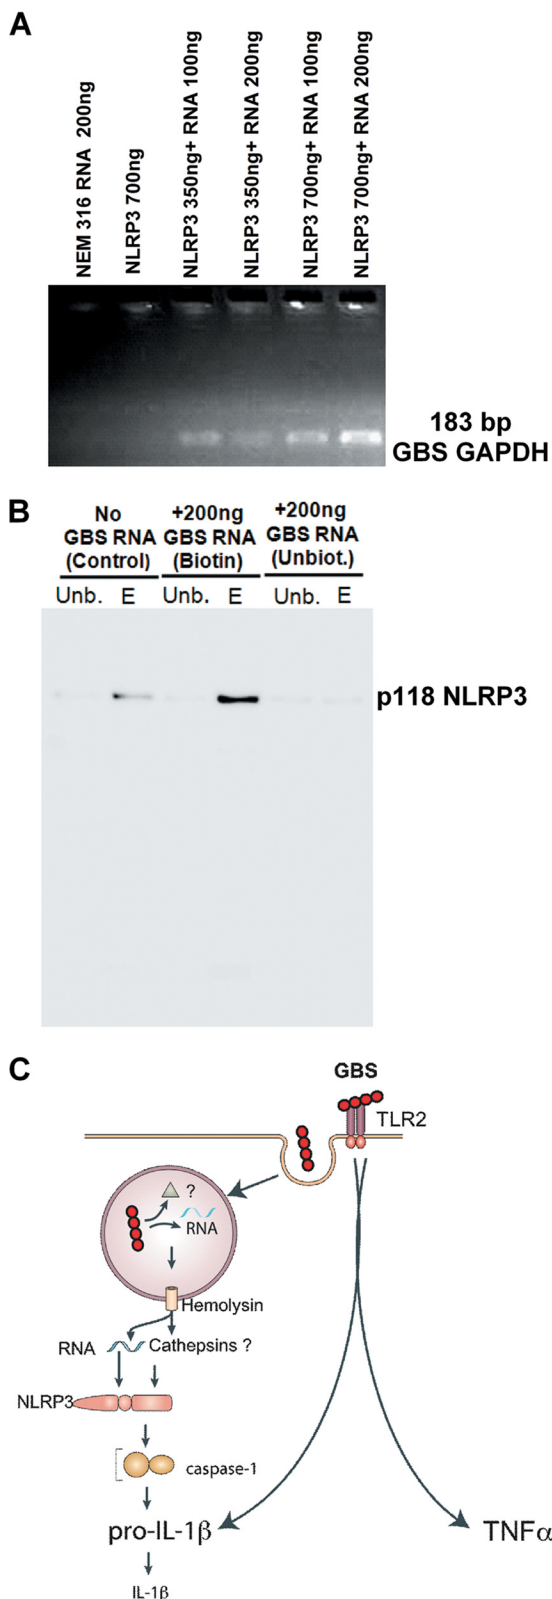 A
NEM 316 RNA 200ng
NLRP3 700ng
NLRP3 350ng+ RNA 100ng
NLRP3 350ng+ RNA 200ng
NLRP3 700ng+ RNA 100ng
NLRP3 700ng+ RNA 200ng
183 bp
GBS GAPDH
B
No
GBS RNA
(Control)
+200ng
GBS RNA
(Biotin)
+200ng
GBS RNA
(Unbiot.)
Unb. E Unb. E Unb. E
p118 NLRP3
C
GBS
TLR2
?
RNA
Hemolysin
RNA Cathepsins ?
NLRP3
caspase-1
pro-IL-1β
TNFα
IL-1β